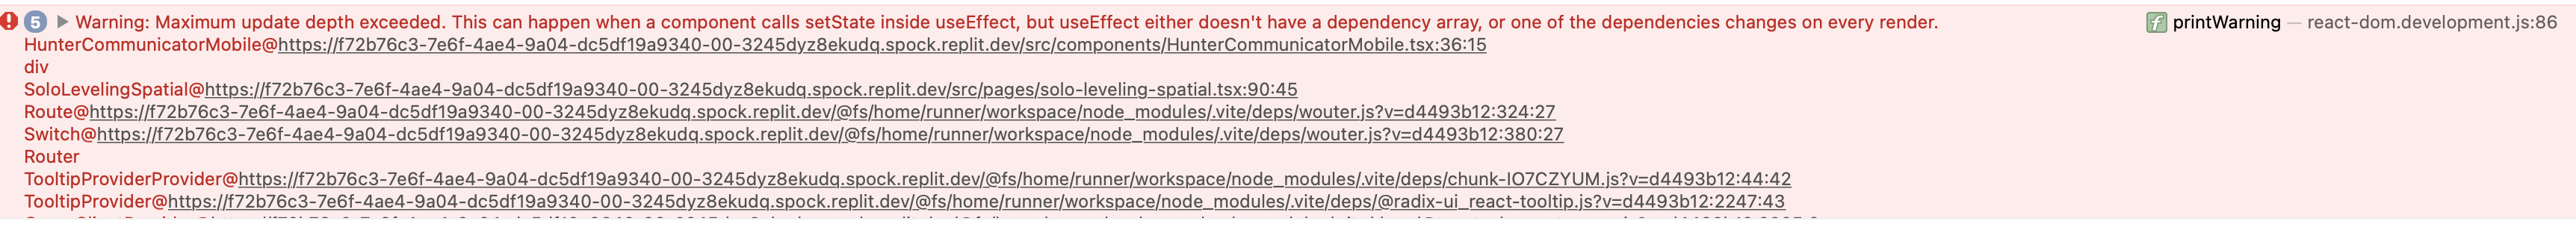 5 ▶ Warning: Maximum update depth exceeded. This can happen when a component calls setState inside useEffect, but useEffect either doesn't have a dependency array, or one of the dependencies changes on every render. f printWarning — react-dom.development.js:86
HunterCommunicatorMobile@https://f72b76c3-7e6f-4ae4-9a04-dc5df19a9340-00-3245dyz8ekudq.spock.replit.dev/src/components/HunterCommunicatorMobile.tsx:36:15
div
SoloLevelingSpatial@https://f72b76c3-7e6f-4ae4-9a04-dc5df19a9340-00-3245dyz8ekudq.spock.replit.dev/src/pages/solo-leveling-spatial.tsx:90:45
Route@https://f72b76c3-7e6f-4ae4-9a04-dc5df19a9340-00-3245dyz8ekudq.spock.replit.dev/@fs/home/runner/workspace/node_modules/.vite/deps/wouter.js?v=d4493b12:324:27
Switch@https://f72b76c3-7e6f-4ae4-9a04-dc5df19a9340-00-3245dyz8ekudq.spock.replit.dev/@fs/home/runner/workspace/node_modules/.vite/deps/wouter.js?v=d4493b12:380:27
Router
TooltipProviderProvider@https://f72b76c3-7e6f-4ae4-9a04-dc5df19a9340-00-3245dyz8ekudq.spock.replit.dev/@fs/home/runner/workspace/node_modules/.vite/deps/chunk-IO7CZYUM.js?v=d4493b12:44:42
TooltipProvider@https://f72b76c3-7e6f-4ae4-9a04-dc5df19a9340-00-3245dyz8ekudq.spock.replit.dev/@fs/home/runner/workspace/node_modules/.vite/deps/@radix-ui_react-tooltip.js?v=d4493b12:2247:43